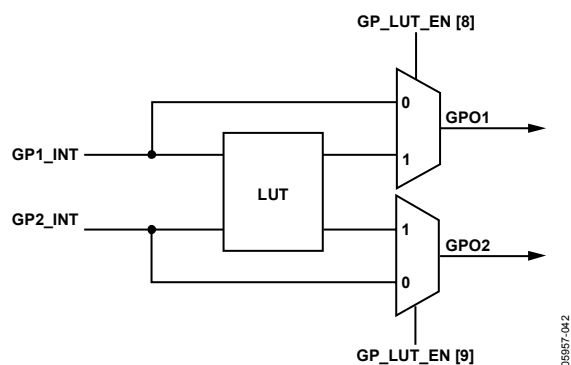 GP_LUT_EN [8]
0
GPO1
GP1_INT
1
LUT
GP2_INT
1
GPO2
0
GP_LUT_EN [9]
05957-042